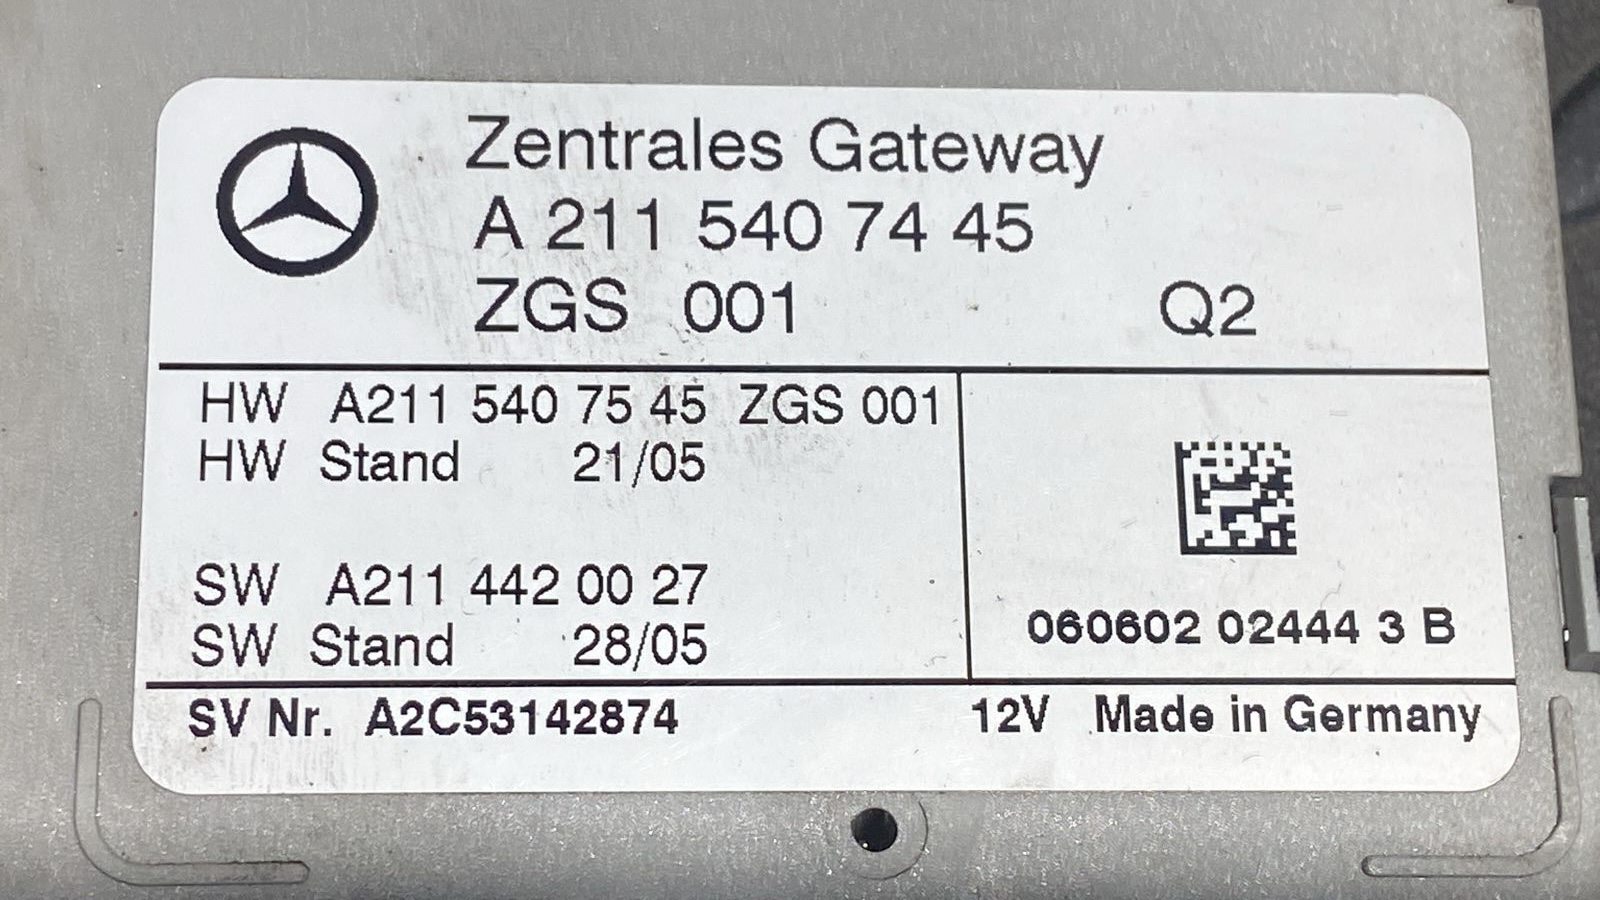 Zentrales Gateway
A 211 540 74 45
ZGS 001 Q2
HW A211 540 75 45 ZGS 001
HW Stand 21/05
SW A211 442 00 27
SW Stand 28/05
060602 02444 3 B
SV Nr. A2C53142874
12V Made in Germany